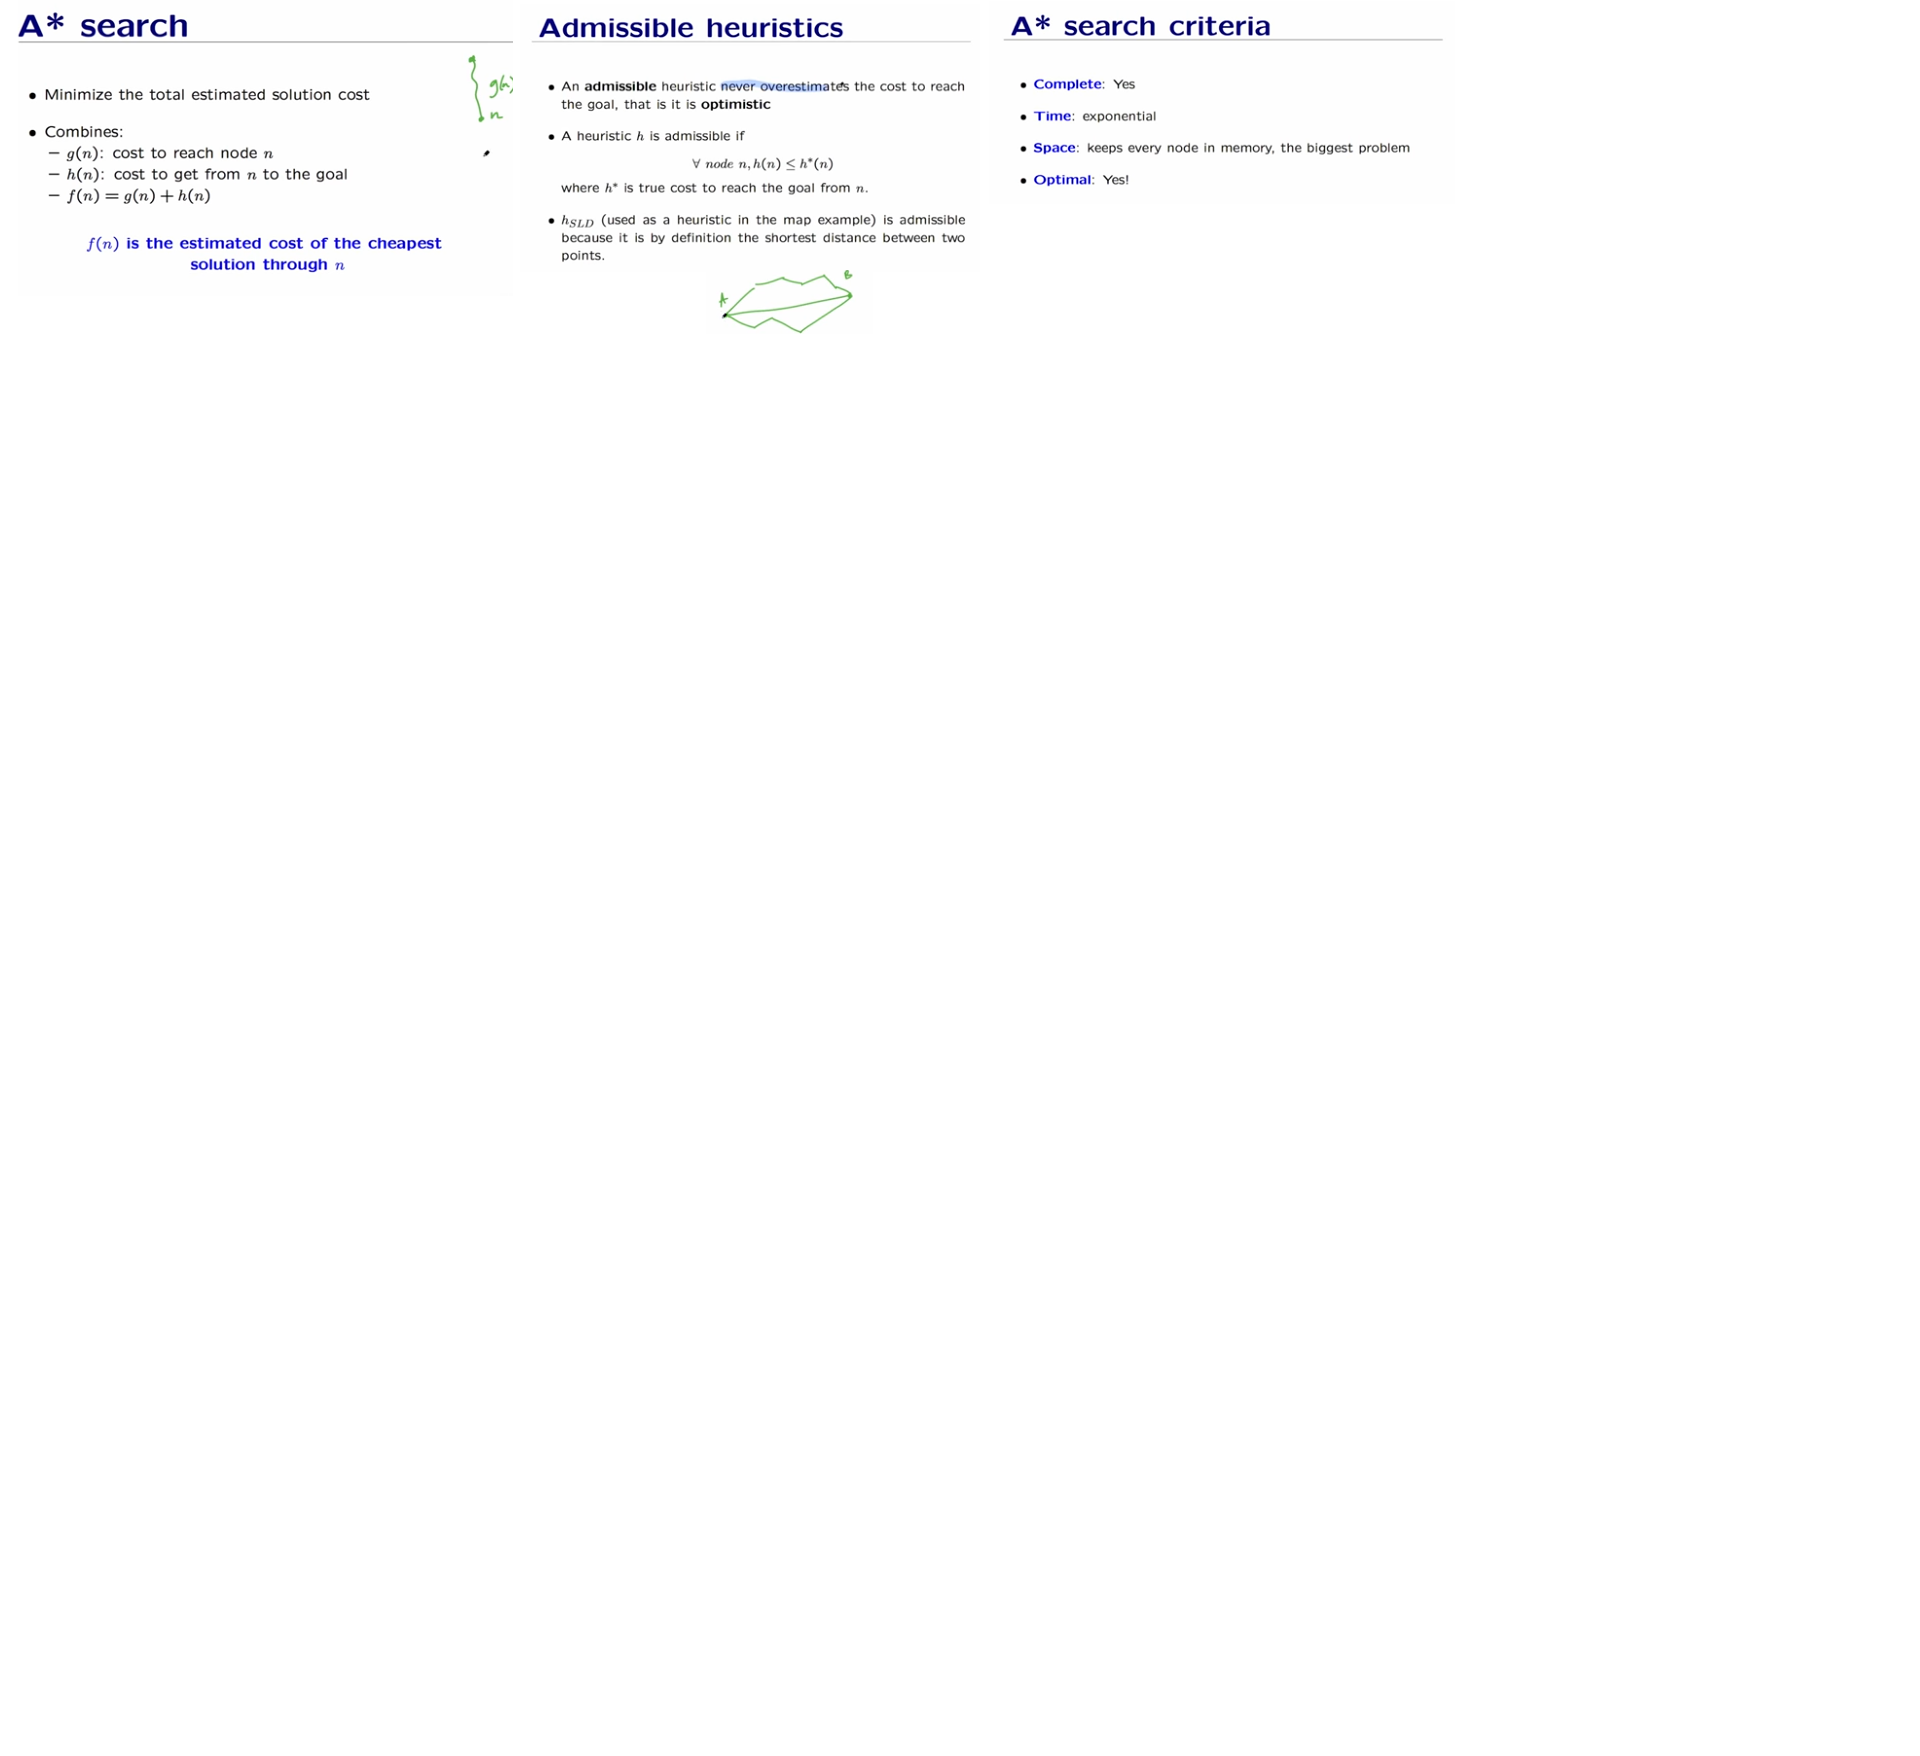 A* search
• Minimize the total estimated solution cost
• Combines:
– g(n): cost to reach node n
– h(n): cost to get from n to the goal
– f(n) = g(n) + h(n)
f(n) is the estimated cost of the cheapest
solution through n
g(n)
n
Admissible heuristics
• An admissible heuristic never overestimates the cost to reach
the goal, that is it is optimistic
• A heuristic h is admissible if
∀ node n, h(n) ≤ h*(n)
where h* is true cost to reach the goal from n.
• h_SLD (used as a heuristic in the map example) is admissible
because it is by definition the shortest distance between two
points.
A
B
A* search criteria
• Complete: Yes
• Time: exponential
• Space: keeps every node in memory, the biggest problem
• Optimal: Yes!